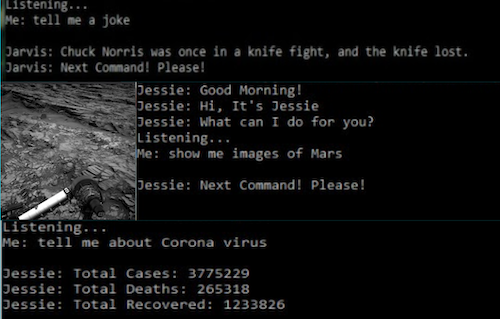 Listening...
Me: tell me a joke
Jarvis: Chuck Norris was once in a knife fight, and the knife lost.
Jarvis: Next Command! Please!
Jessie: Good Morning!
Jessie: Hi, It's Jessie
Jessie: What can I do for you?
Listening...
Me: show me images of Mars
Jessie: Next Command! Please!
Listening...
Me: tell me about Corona virus
Jessie: Total Cases: 3775229
Jessie: Total Deaths: 265318
Jessie: Total Recovered: 1233826